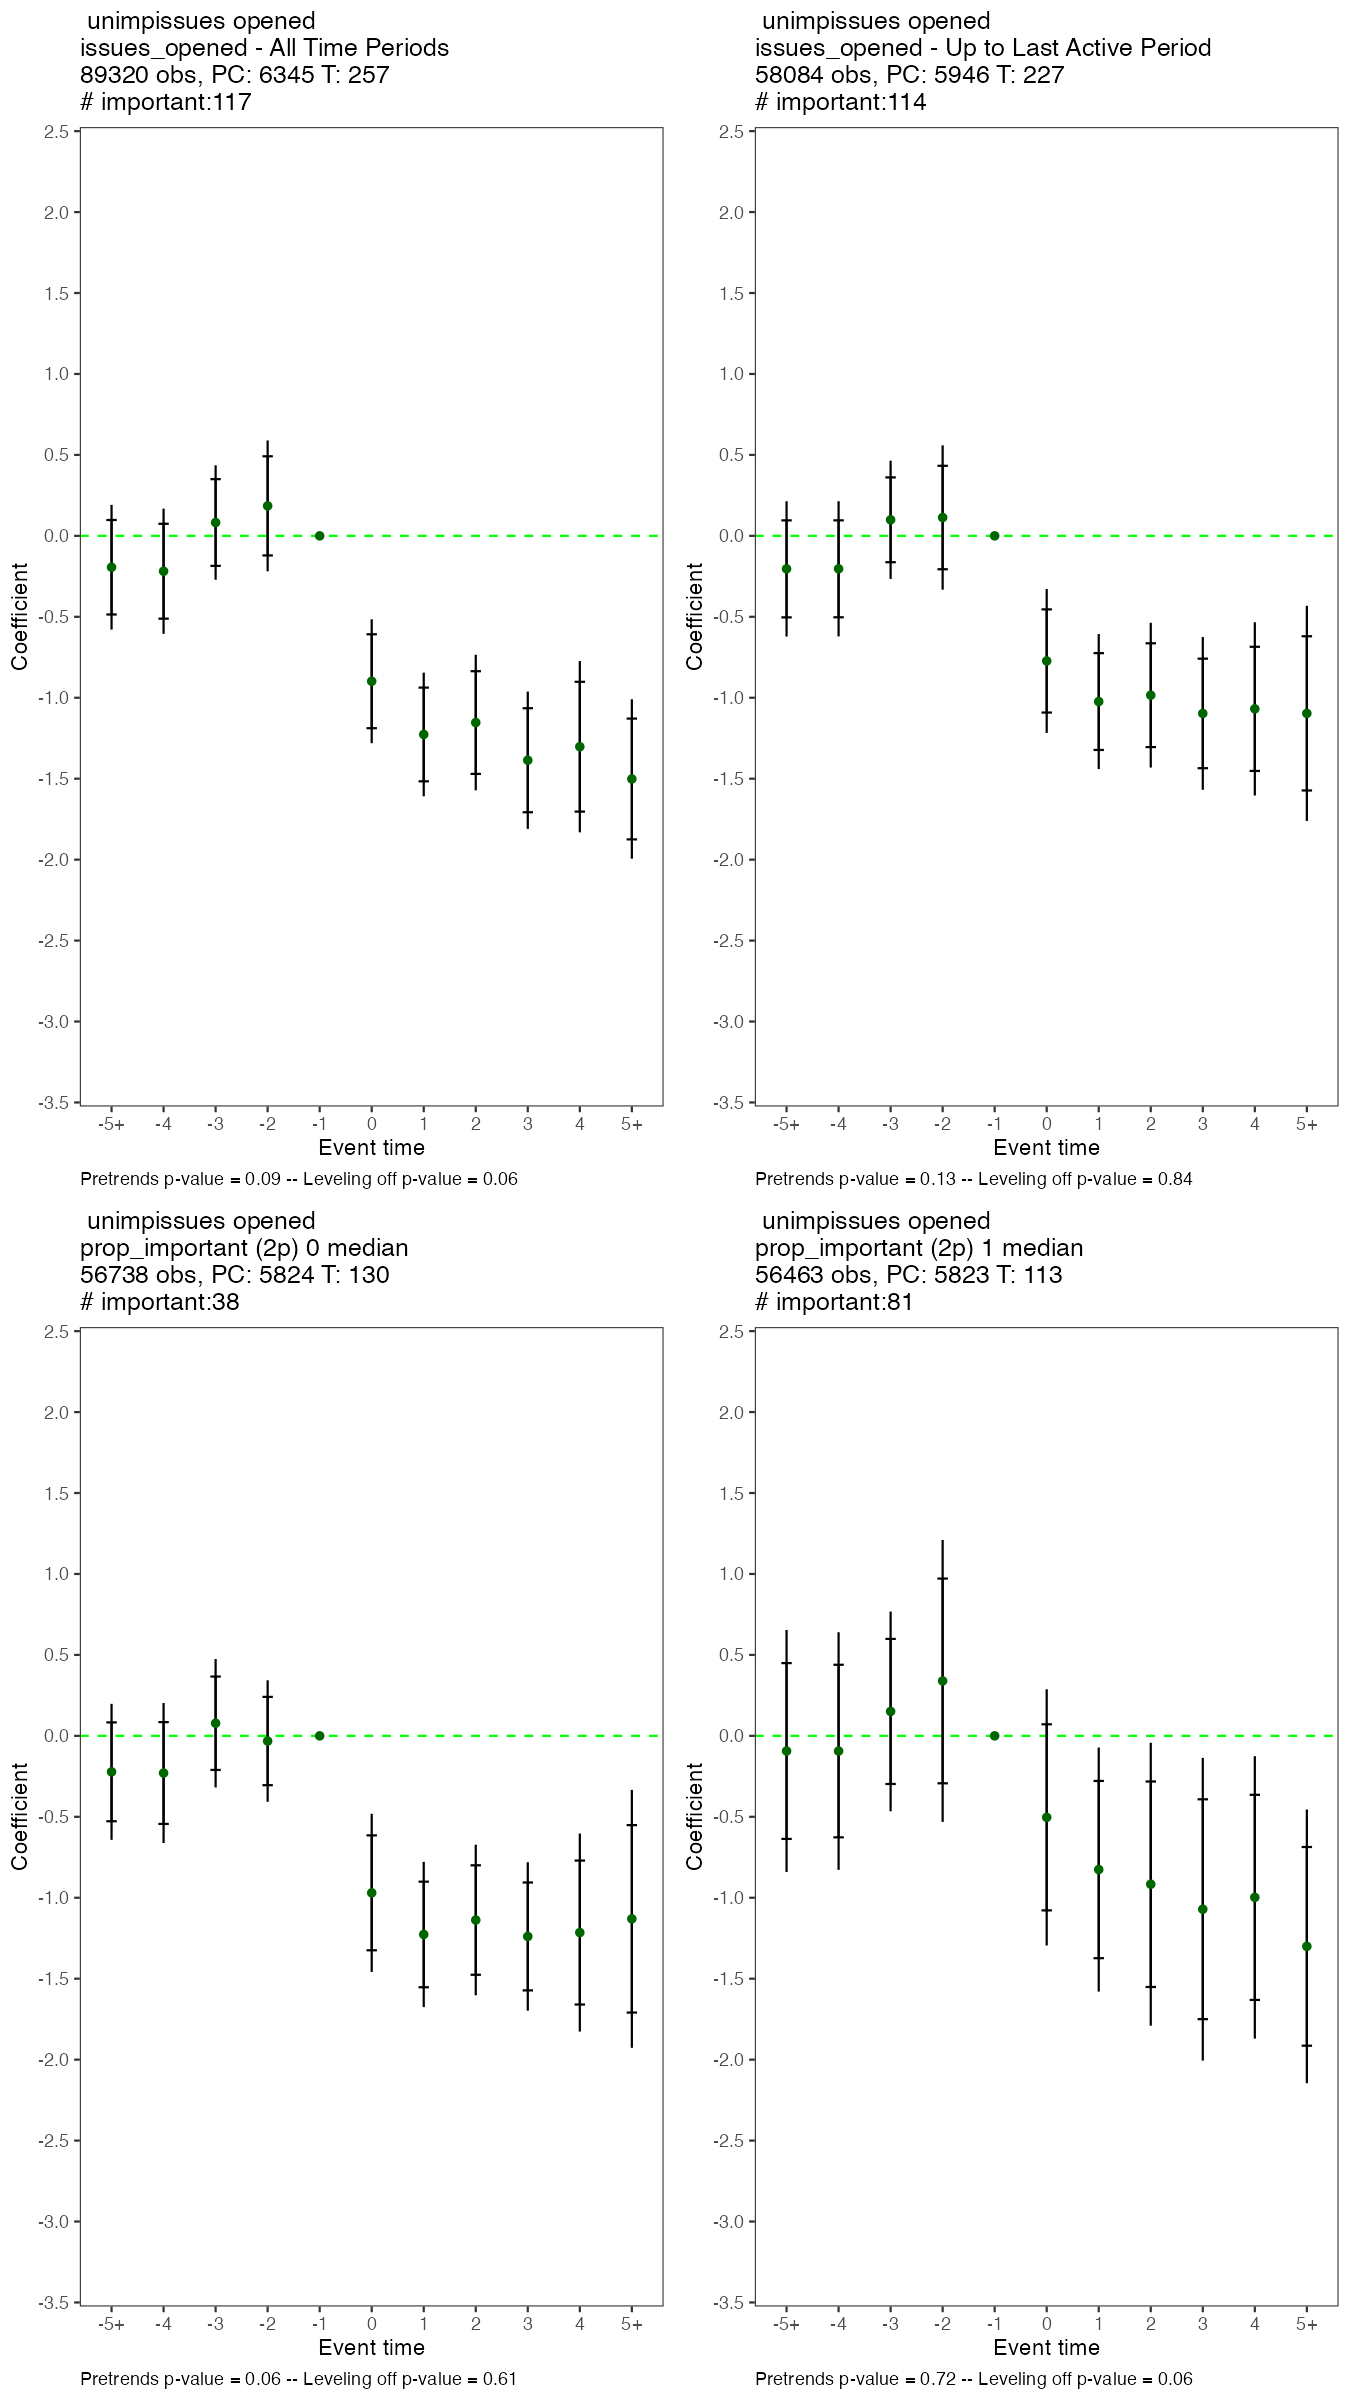 unimpissues opened
issues_opened - All Time Periods
89320 obs, PC: 6345 T: 257
# important:117
2.5
2.0
1.5
1.0
0.5
0.0
-0.5
-1.0
-1.5
-2.0
-2.5
-3.0
-3.5
Coefficient
-5+ -4 -3 -2 -1 0 1 2 3 4 5+
Event time
Pretrends p-value = 0.09 -- Leveling off p-value = 0.06
unimpissues opened
issues_opened - Up to Last Active Period
58084 obs, PC: 5946 T: 227
# important:114
2.5
2.0
1.5
1.0
0.5
0.0
-0.5
-1.0
-1.5
-2.0
-2.5
-3.0
-3.5
Coefficient
-5+ -4 -3 -2 -1 0 1 2 3 4 5+
Event time
Pretrends p-value = 0.13 -- Leveling off p-value = 0.84
unimpissues opened
prop_important (2p) 0 median
56738 obs, PC: 5824 T: 130
# important:38
2.5
2.0
1.5
1.0
0.5
0.0
-0.5
-1.0
-1.5
-2.0
-2.5
-3.0
-3.5
Coefficient
-5+ -4 -3 -2 -1 0 1 2 3 4 5+
Event time
Pretrends p-value = 0.06 -- Leveling off p-value = 0.61
unimpissues opened
prop_important (2p) 1 median
56463 obs, PC: 5823 T: 113
# important:81
2.5
2.0
1.5
1.0
0.5
0.0
-0.5
-1.0
-1.5
-2.0
-2.5
-3.0
-3.5
Coefficient
-5+ -4 -3 -2 -1 0 1 2 3 4 5+
Event time
Pretrends p-value = 0.72 -- Leveling off p-value = 0.06